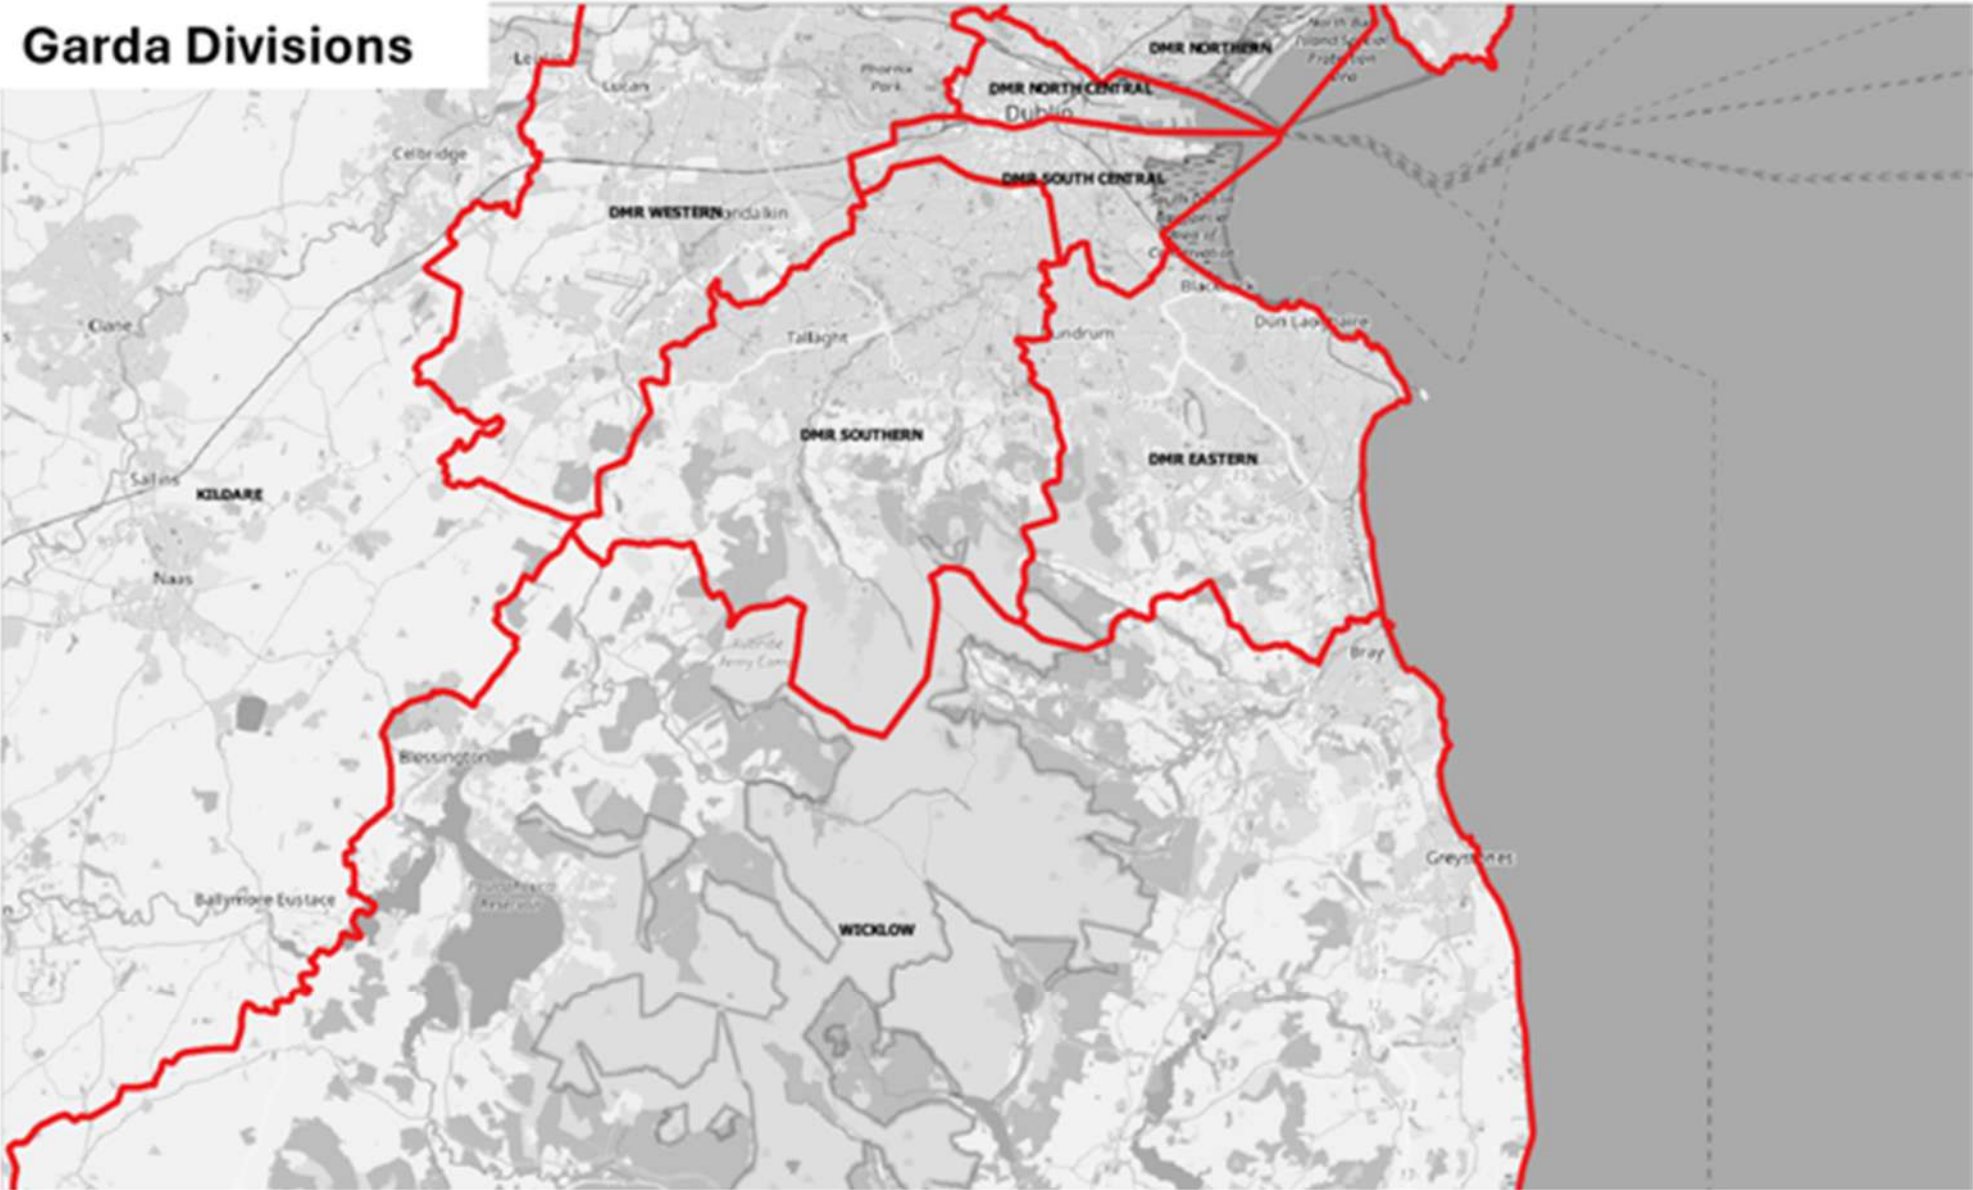 Garda Divisions
DMR NORTHERN
Lucan
Phoenix
Park
DMR NORTH CENTRAL
Dublin
Celbridge
DMR SOUTH CENTRAL
DMR WESTERN
Clane
Dun Laoghaire
Tallaght
DMR SOUTHERN
DMR EASTERN
Sallins
KILDARE
Naas
Bray
Blessington
Greystones
Ballymore Eustace
WICKLOW